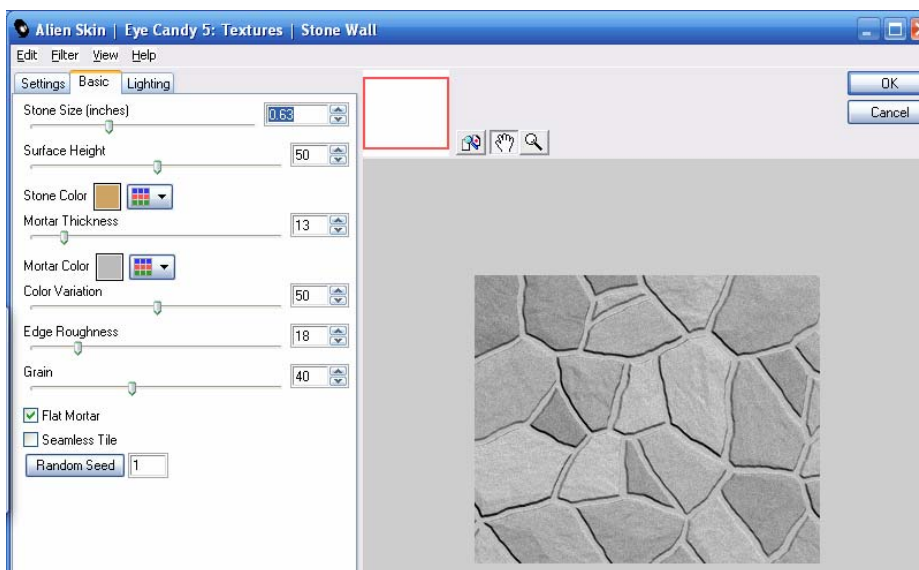 Alien Skin | Eye Candy 5: Textures | Stone Wall
Edit Filter View Help
Settings Basic Lighting
OK
Cancel
Stone Size (inches) 0.63
Surface Height 50
Stone Color
Mortar Thickness 13
Mortar Color
Color Variation 50
Edge Roughness 18
Grain 40
Flat Mortar
Seamless Tile
Random Seed 1